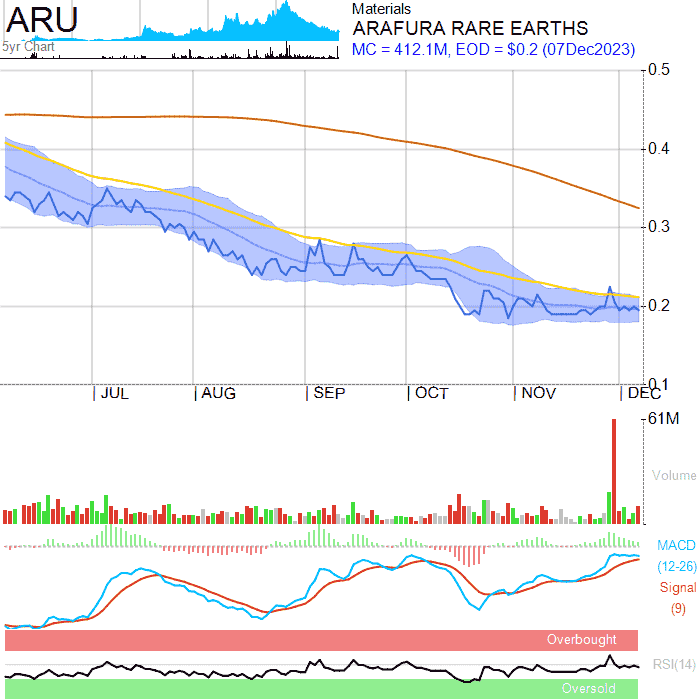 ARU
5yr Chart
Materials
ARAFURA RARE EARTHS
MC = 412.1M, EOD = $0.2 (07Dec2023)
0.5
0.4
0.3
0.2
0.1
JUL AUG SEP OCT NOV DEC
61M
Volume
MACD
(12-26)
Signal
(9)
Overbought
RSI(14)
Oversold